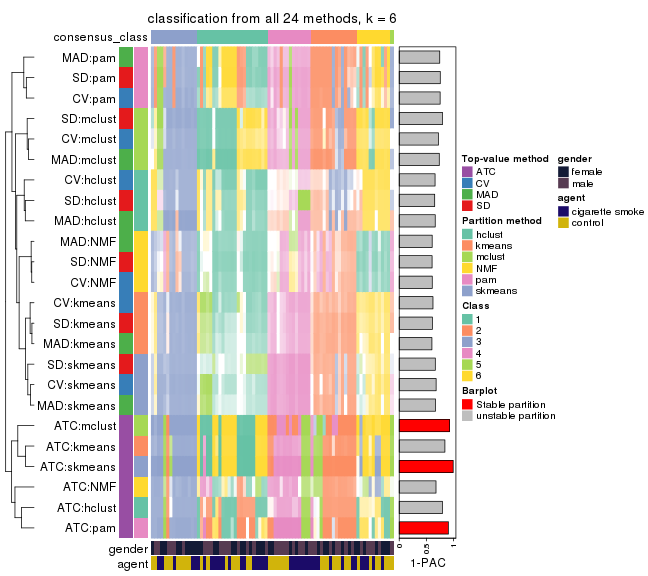 classification from all 24 methods, k = 6
consensus_class
MAD:pam
SD:pam
CV:pam
SD:mclust
CV:mclust
MAD:mclust
CV:hclust
SD:hclust
MAD:hclust
MAD:NMF
SD:NMF
CV:NMF
CV:kmeans
SD:kmeans
MAD:kmeans
SD:skmeans
CV:skmeans
MAD:skmeans
ATC:mclust
ATC:kmeans
ATC:skmeans
ATC:NMF
ATC:hclust
ATC:pam
gender
agent
0
0.5
1
1-PAC
Top-value method
ATC
CV
MAD
SD
Partition method
hclust
kmeans
mclust
NMF
pam
skmeans
Class
1
2
3
4
5
6
Barplot
Stable partition
unstable partition
gender
female
male
agent
cigarette smoke
control